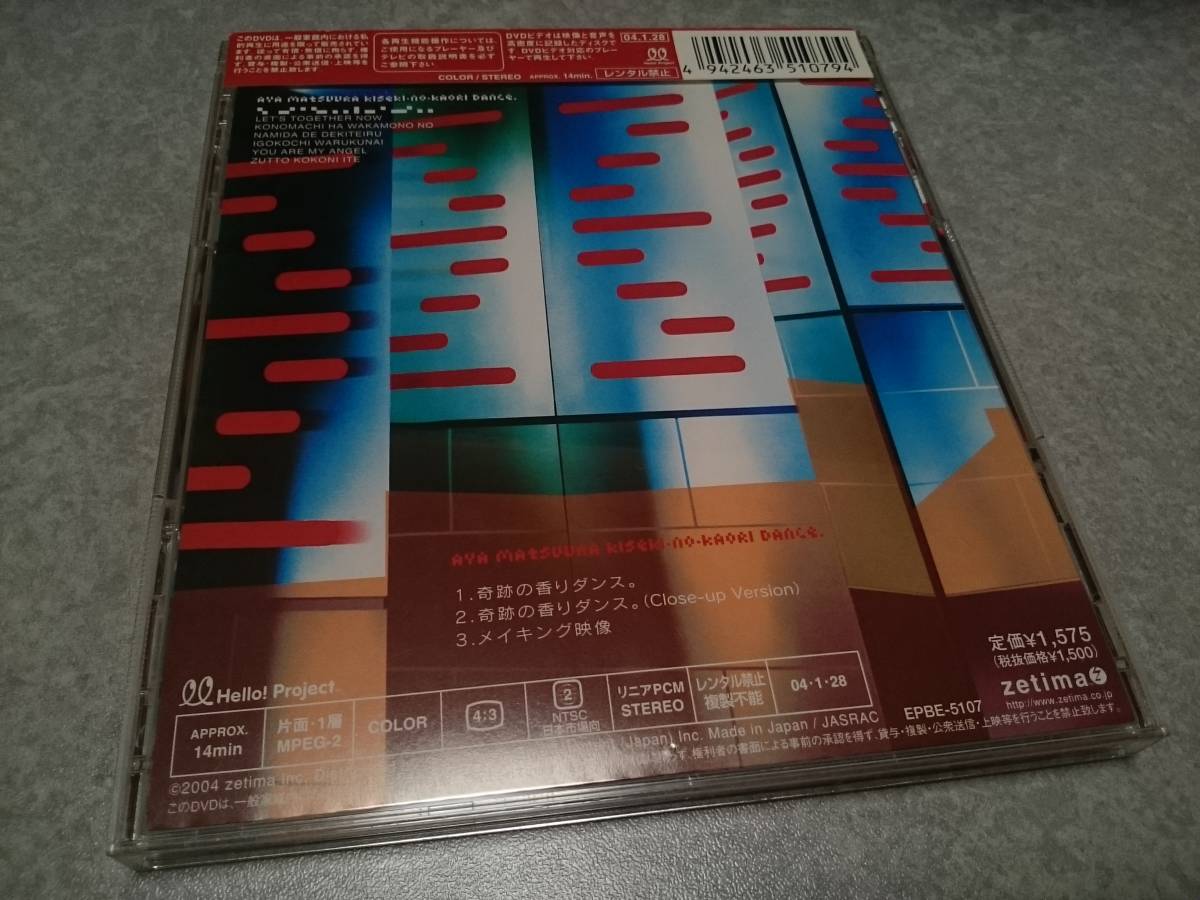 このDVDは、一般家庭内における私
的再生に用途を限って販売されていま
す。従って有償・無償に拘らず、権
利者の書面による事前の承認を得
ず、貸与・複製・公衆送信・上映等を
行うことを禁止致します。
各再生機能操作については、
ご使用になるプレーヤー及び
テレビの取扱説明書を必ず
ご参照下さい。
DVDビデオは映像と音声を
高密度に記録したディスクで
す。DVDビデオ対応のプレー
ヤーで再生して下さい。
04.1.28
COLOR / STEREO APPROX. 14min. レンタル禁止
4 942463 510794
AYA MATSUURA KISEKI-NO-KAORI DANCE.
LET'S TOGETHER NOW
KONOMACHI HA WAKAMONO NO
NAMIDA DE DEKITEIRU
IGOKOCHI WARUKUNAI
YOU ARE MY ANGEL
ZUTTO KOKONI ITE
AYA MATSUURA KISEKI-NO-KAORI DANCE.
1.奇跡の香りダンス。
2.奇跡の香りダンス。(Close-up Version)
3.メイキング映像
定価¥1,575
(税抜価格¥1,500)
zetima
http://www.zetima.co.jp
EPBE-5107
Hello! Project
APPROX.
14min
片面・1層
MPEG-2
COLOR
4:3
2
NTSC
日本市場向
リニアPCM
STEREO
レンタル禁止
複製不能
04・1・28
©2004 zetima Inc. (Japan) Inc. Made in Japan / JASRAC
このDVDは、一般家 拘らず、権利者の書面による事前の承認を得ず、貸与・複製・公衆送信・上映等を行うことを禁止致します。